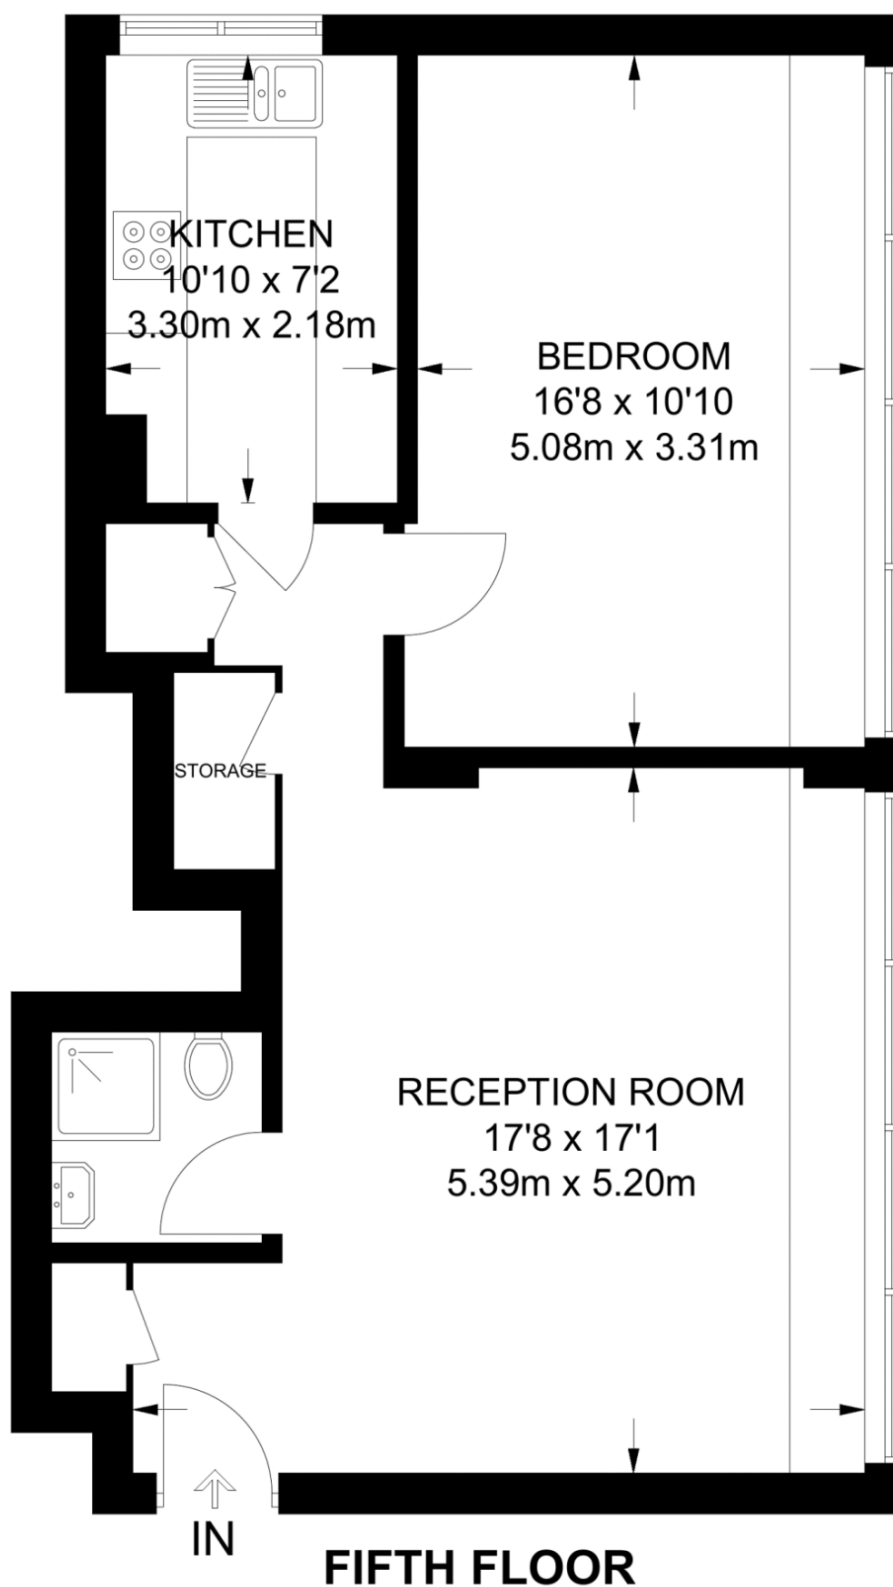 KITCHEN
10'10 x 7'2
3.30m x 2.18m
BEDROOM
16'8 x 10'10
5.08m x 3.31m
STORAGE
RECEPTION ROOM
17'8 x 17'1
5.39m x 5.20m
IN
FIFTH FLOOR